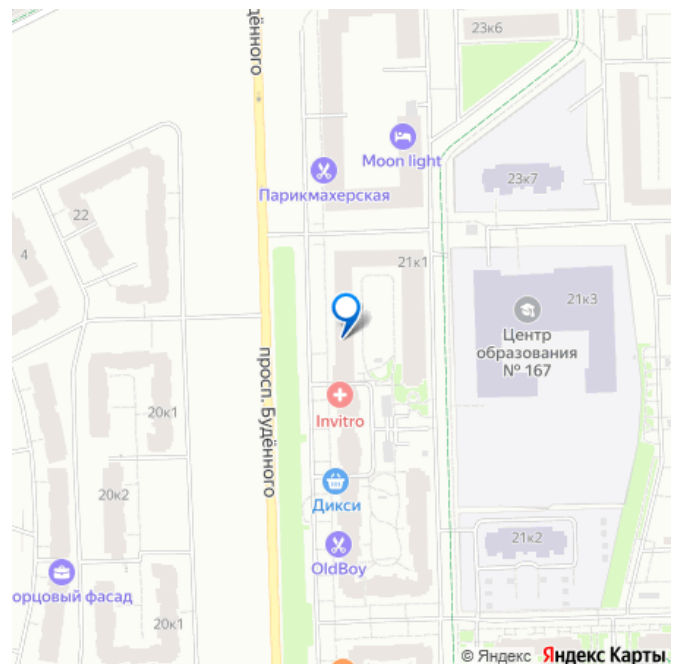 23к6
дённого
Moon light
Парикмахерская
23к7
22
4
21к1
21к3
Центр
образования
№ 167
просп. Будённого
Invitro
20к1
20к2
Дикси
21к2
OldBoy
орцовый фасад
20к1
© Яндекс Яндекс Карты